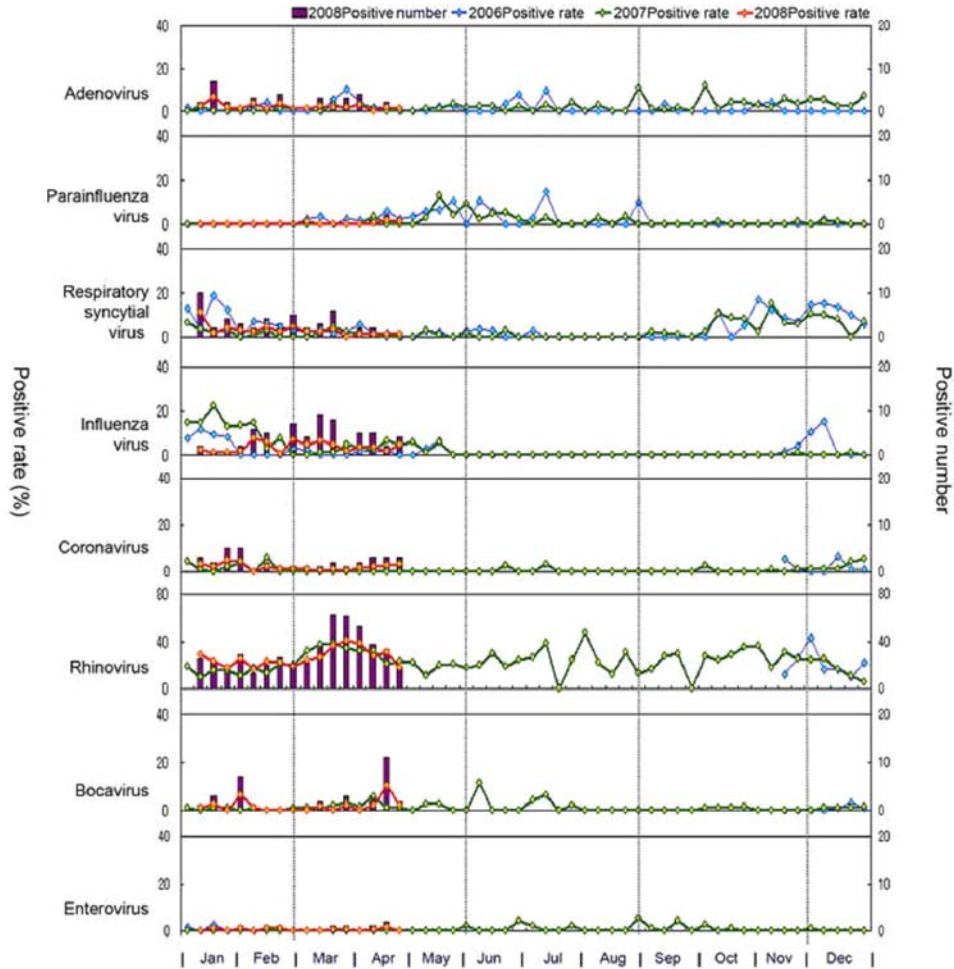 2008Positive number 2006Positive rate 2007Positive rate 2008Positive rate
40 20
20 10
Adenovirus
0 0
40 20
20 10
Parainfluenza
virus
0 0
40 20
Respiratory
20 10
syncytial
virus
0 0
40 20
Influenza
20 10
virus
0 0
40 20
20 10
Coronavirus
0 0
80 80
40 40
Rhinovirus
0 0
40 20
20 10
Bocavirus
0 0
40 20
20 10
Enterovirus
0 0
Positive rate (%)
Positive number
| Jan | Feb | Mar | Apr | May | Jun | Jul | Aug | Sep | Oct | Nov | Dec |